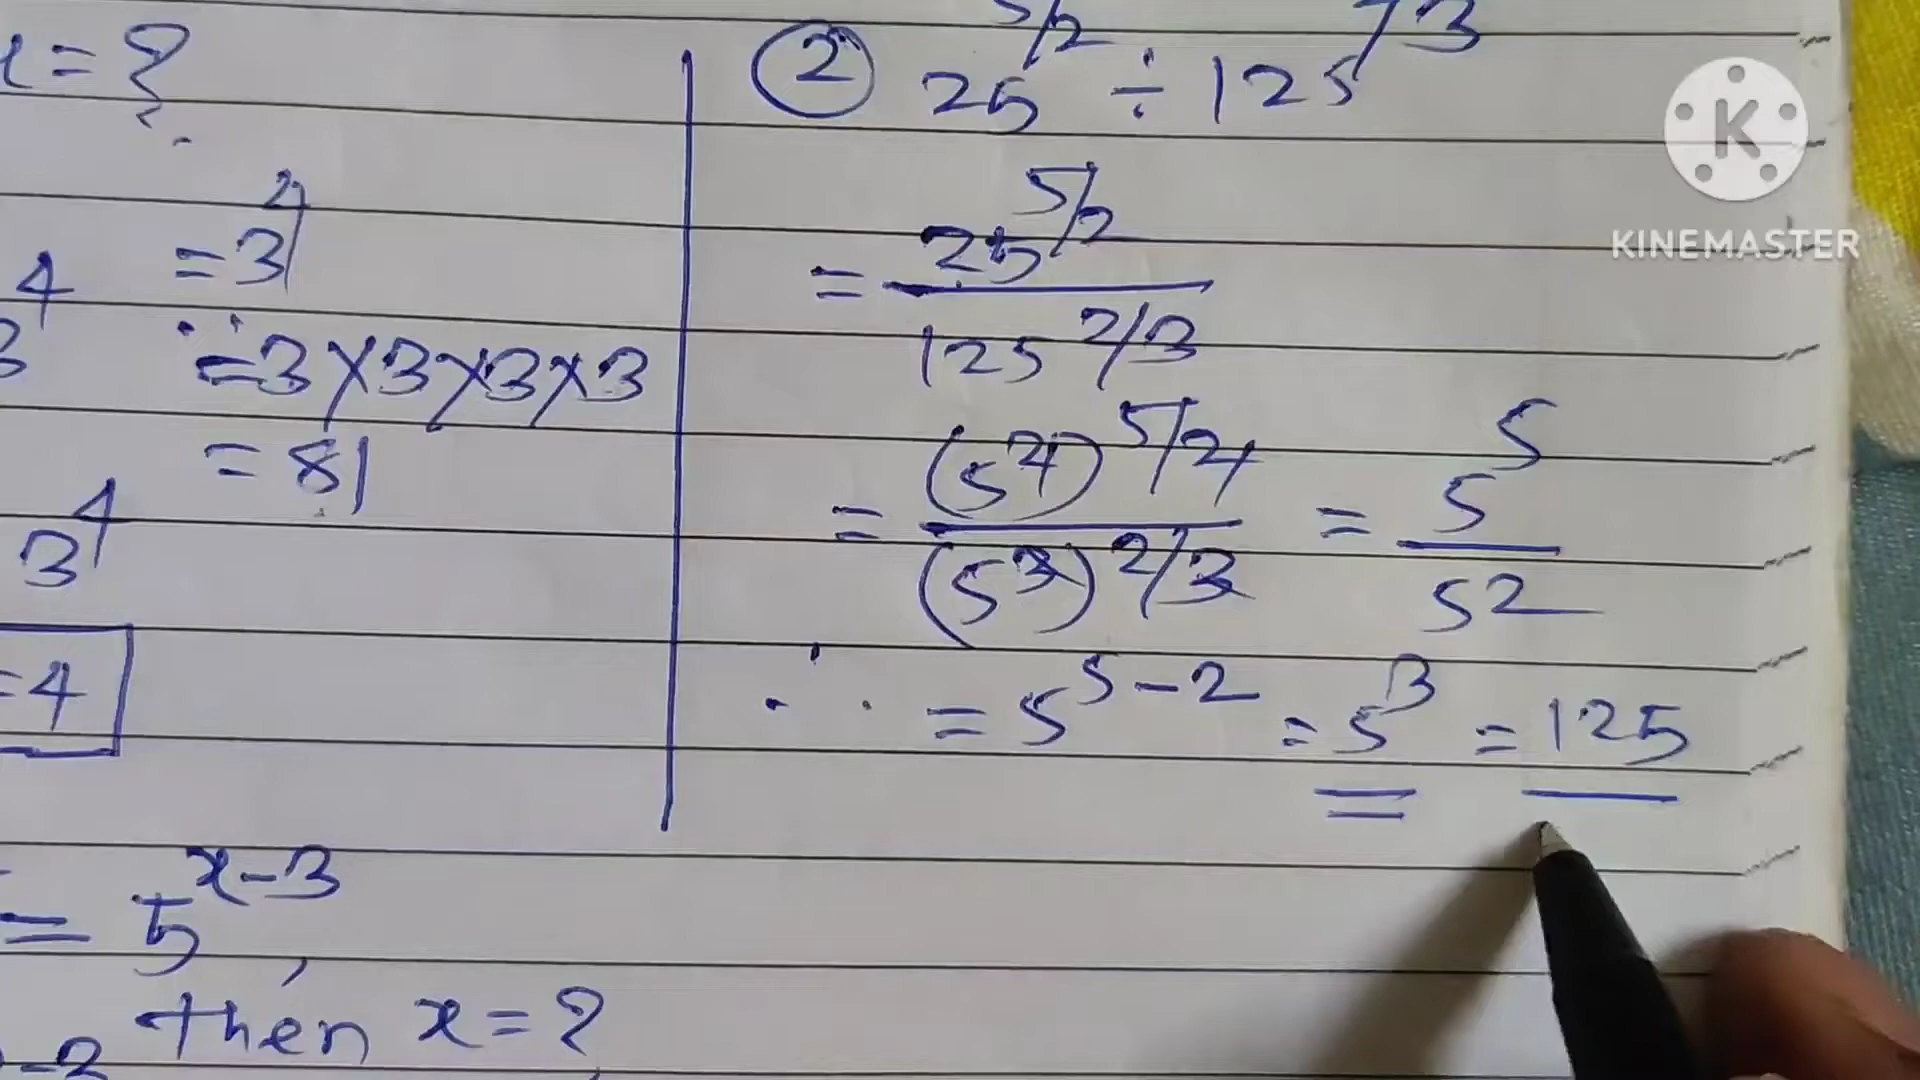 x = ?
= 3^4
3^4
= 3 × 3 × 3 × 3
= 81
3^4
= 4
② 25^5/2 ÷ 125^/3
= 25^5/2 / 125^2/3
= (5^2)^5/2 / (5^3)^2/3 = 5^5 / 5^2
∴ = 5^5-2 = 5^3 = 125
= 5^x-3,
then x = ?
K
KINEMASTER